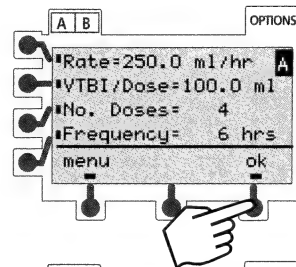 A B
OPTIONS
Rate=250.0 ml/hr A
VTBI/Dose=100.0 ml
No. Doses= 4
Frequency= 6 hrs
menu ok